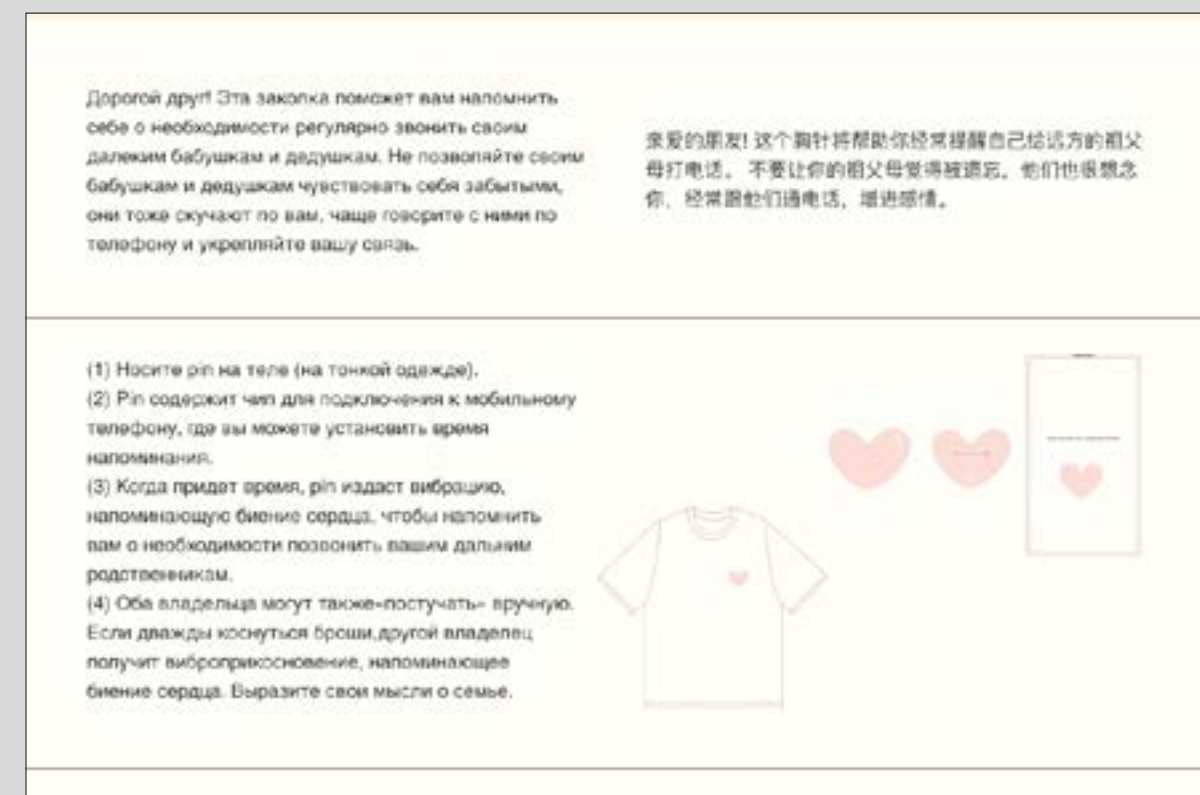 Дорогой друг! Эта заколка поможет вам напомнить
себе о необходимости регулярно звонить своим
далеким бабушкам и дедушкам. Не позволяйте своим
бабушкам и дедушкам чувствовать себя забытыми,
они тоже скучают по вам, чаще говорите с ними по
телефону и укрепляйте вашу связь.
亲爱的朋友! 这个胸针将帮助你经常提醒自己给远方的祖父
母打电话。 不要让你的祖父母觉得被遗忘。他们也很想念
你，经常跟他们通电话，增进感情。
(1) Носите pin на теле (на тонкой одежде).
(2) Pin содержит чип для подключения к мобильному
телефону, где вы можете установить время
напоминания.
(3) Когда придет время, pin издаст вибрацию,
напоминающую биение сердца, чтобы напомнить
вам о необходимости позвонить вашим дальним
родственникам.
(4) Оба владельца могут также«постучать» вручную.
Если дважды коснуться броши,другой владелец
получит виброприкосновение, напоминающее
биение сердца. Выразите свои мысли о семье.